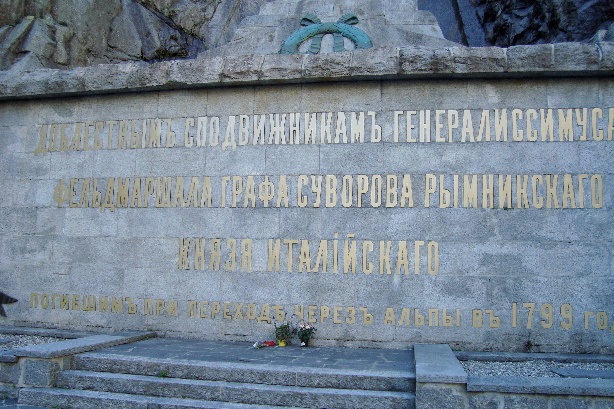 ДОБЛЕСТНЫМЪ СПОДВИЖНИКАМЪ ГЕНЕРАЛИССИМУСА
ФЕЛЬДМАРШАЛА ГРАФА СУВОРОВА РЫМНИКСКАГО
КНЯЗЯ ИТАЛІЙСКАГО
ПОГИБШИМЪ ПРИ ПЕРЕХОДѢ ЧЕРЕЗЪ АЛЬПЫ ВЪ 1799 ГО